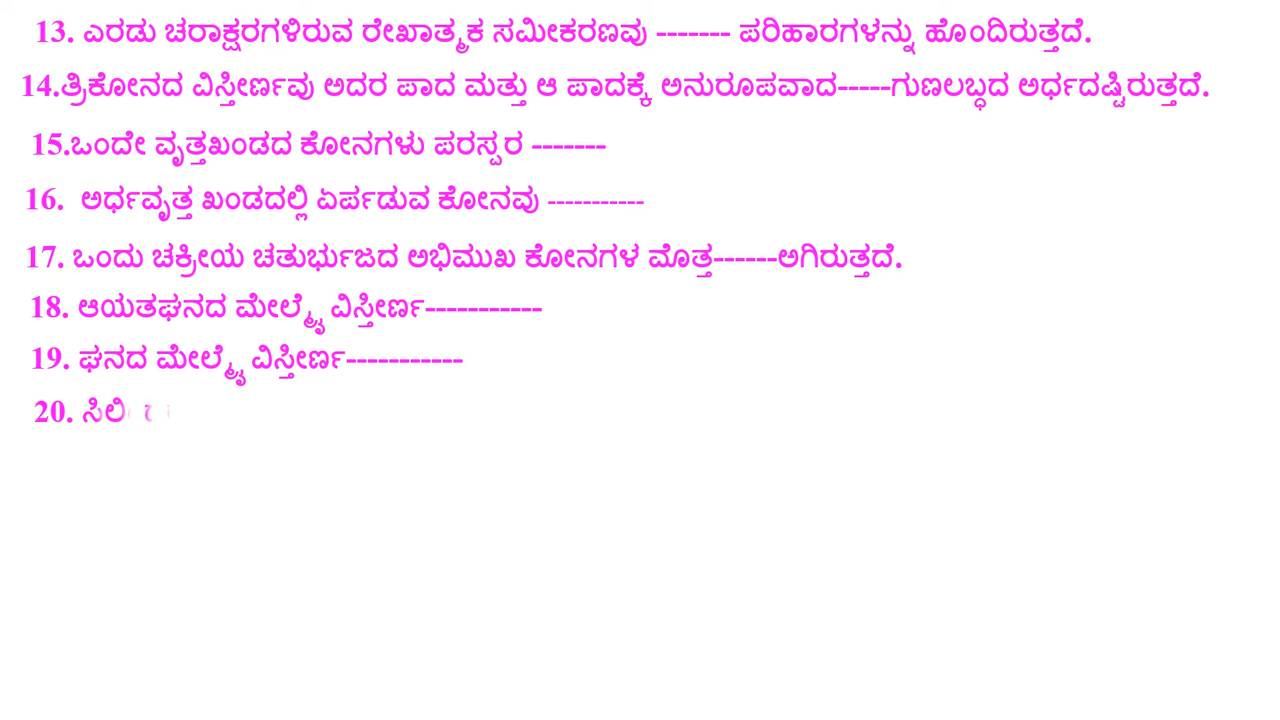 13. ಎರಡು ಚರಾಕ್ಷರಗಳಿರುವ ರೇಖಾತ್ಮಕ ಸಮೀಕರಣವು ------- ಪರಿಹಾರಗಳನ್ನು ಹೊಂದಿರುತ್ತದೆ.
14.ತ್ರಿಕೋನದ ವಿಸ್ತೀರ್ಣವು ಅದರ ಪಾದ ಮತ್ತು ಆ ಪಾದಕ್ಕೆ ಅನುರೂಪವಾದ-----ಗುಣಲಬ್ಧದ ಅರ್ಧದಷ್ಟಿರುತ್ತದೆ.
15.ಒಂದೇ ವೃತ್ತಖಂಡದ ಕೋನಗಳು ಪರಸ್ಪರ -------
16. ಅರ್ಧವೃತ್ತ ಖಂಡದಲ್ಲಿ ಏರ್ಪಡುವ ಕೋನವು -----------
17. ಒಂದು ಚಕ್ರೀಯ ಚತುರ್ಭುಜದ ಅಭಿಮುಖ ಕೋನಗಳ ಮೊತ್ತ------ಅಗಿರುತ್ತದೆ.
18. ಆಯತಘನದ ಮೇಲ್ಮೈ ವಿಸ್ತೀರ್ಣ-----------
19. ಘನದ ಮೇಲ್ಮೈ ವಿಸ್ತೀರ್ಣ-----------
20.